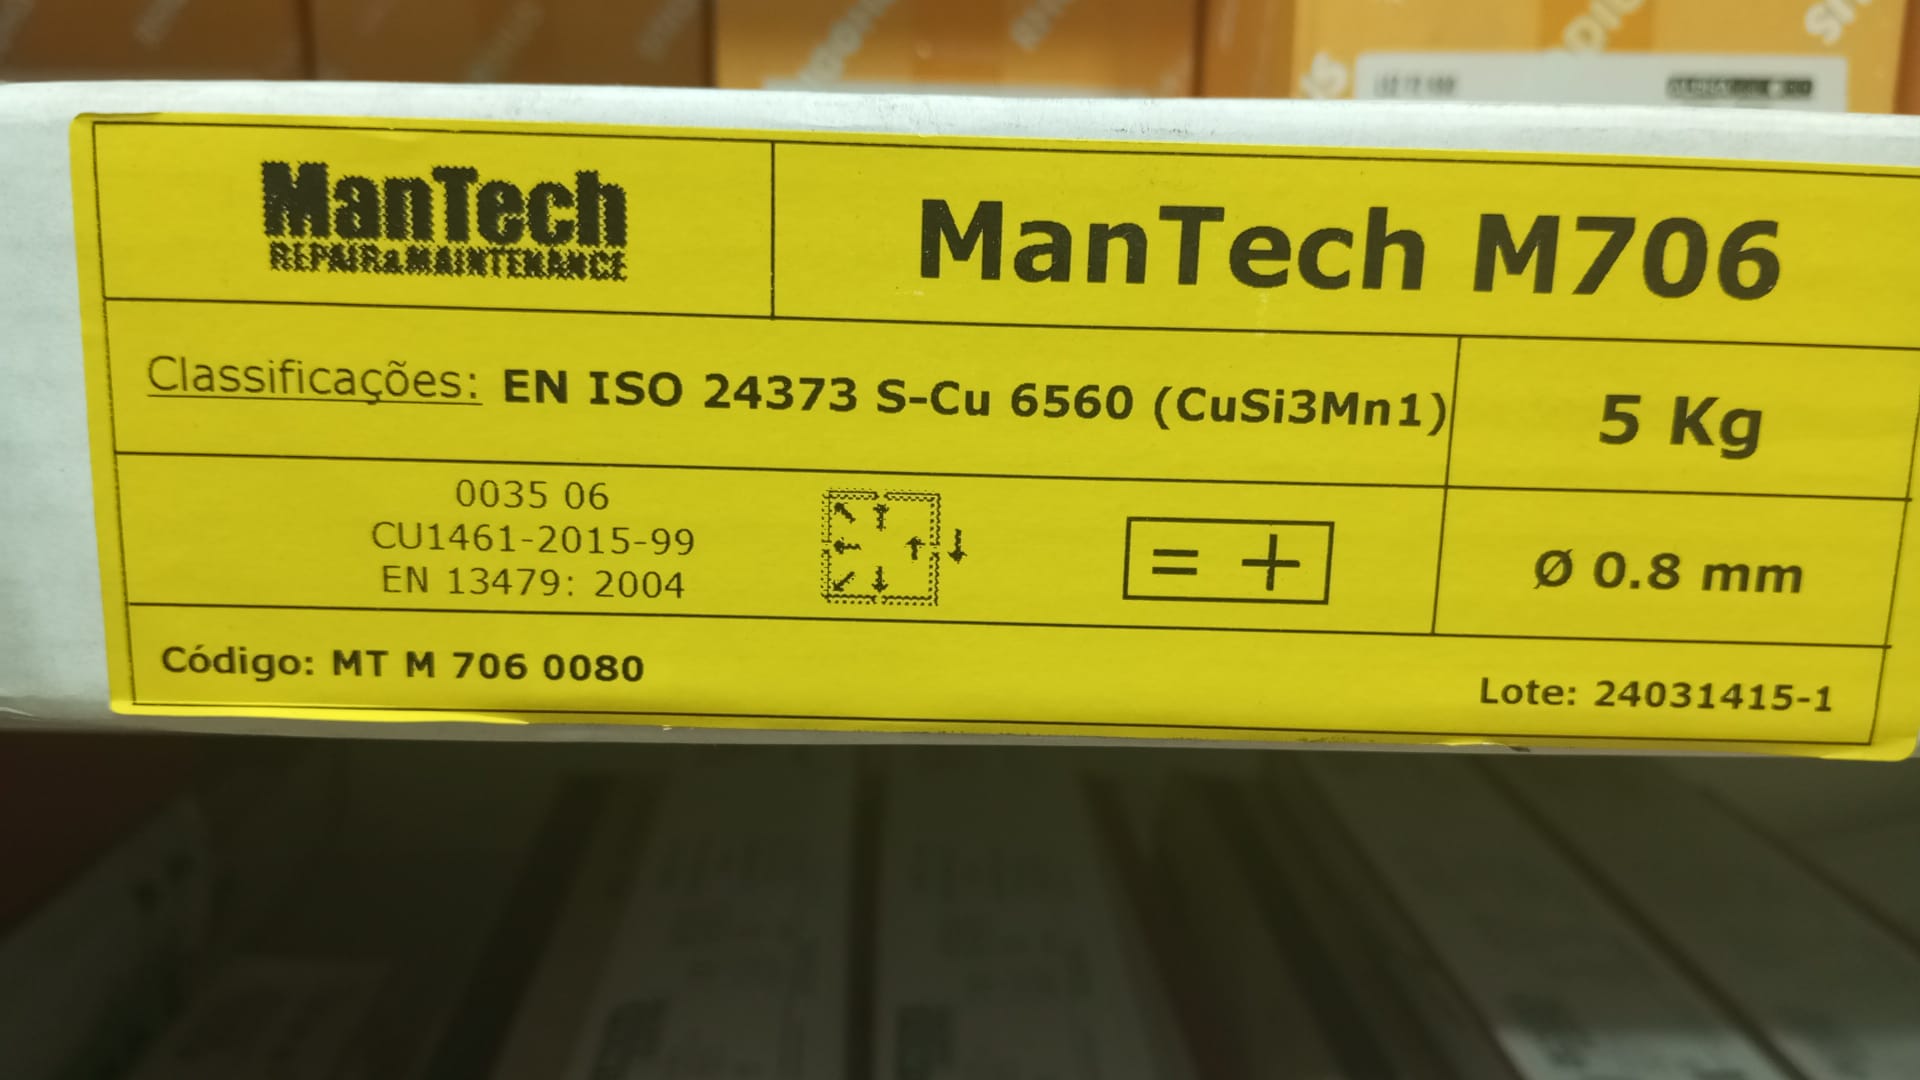 ManTech
REPAIR&MAINTENANCE
ManTech M706
Classificações: EN ISO 24373 S-Cu 6560 (CuSi3Mn1)
5 Kg
0035 06
CU1461-2015-99
EN 13479: 2004
= +
Ø 0.8 mm
Código: MT M 706 0080
Lote: 24031415-1